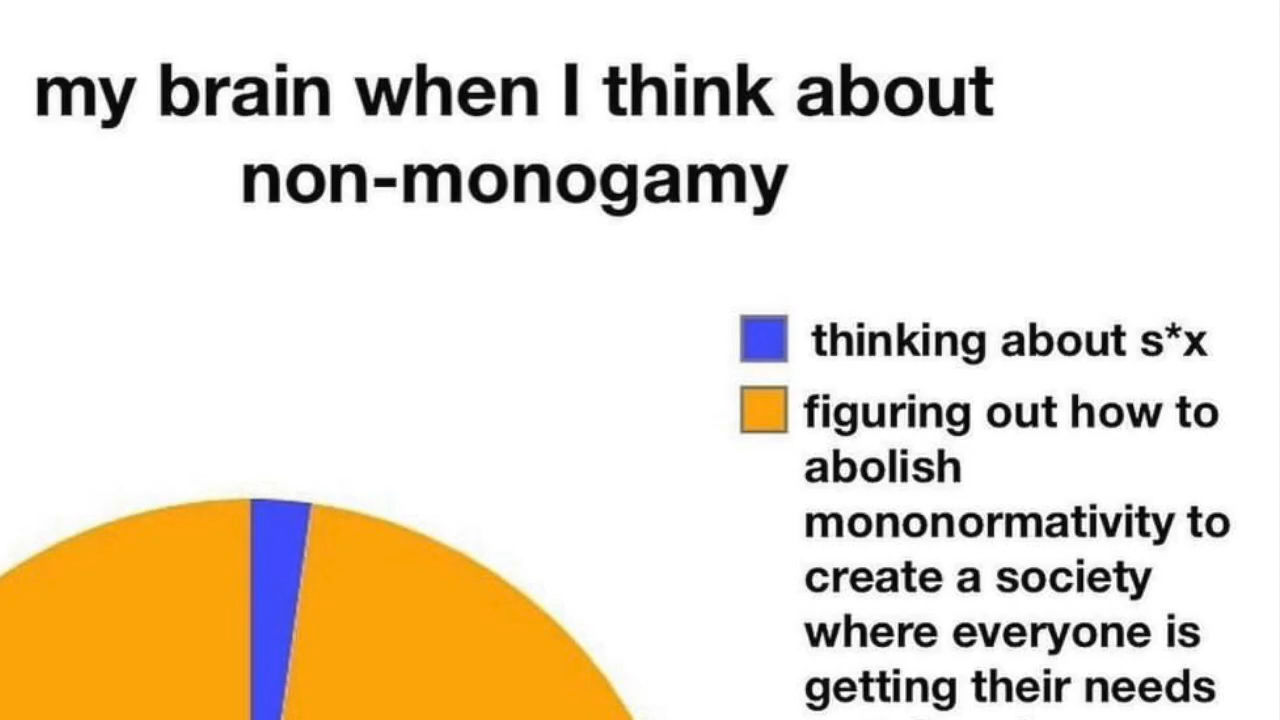 my brain when I think about
non-monogamy
thinking about s*x
figuring out how to
abolish
mononormativity to
create a society
where everyone is
getting their needs